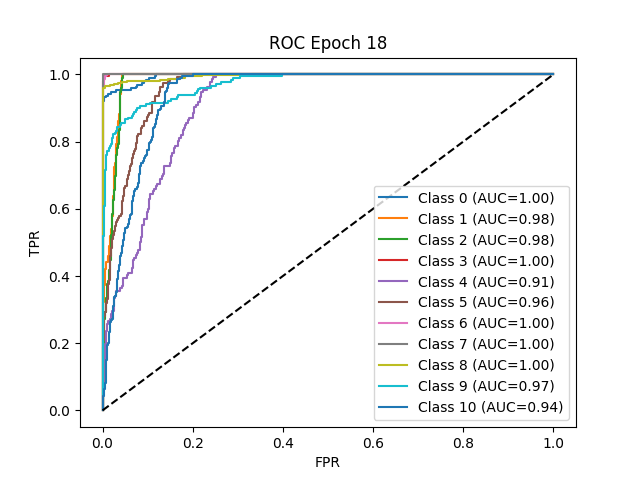 ROC Epoch 18
1.0
0.8
0.6
0.4
0.2
0.0
TPR
0.0 0.2 0.4 0.6 0.8 1.0
FPR
Class 0 (AUC=1.00)
Class 1 (AUC=0.98)
Class 2 (AUC=0.98)
Class 3 (AUC=1.00)
Class 4 (AUC=0.91)
Class 5 (AUC=0.96)
Class 6 (AUC=1.00)
Class 7 (AUC=1.00)
Class 8 (AUC=1.00)
Class 9 (AUC=0.97)
Class 10 (AUC=0.94)